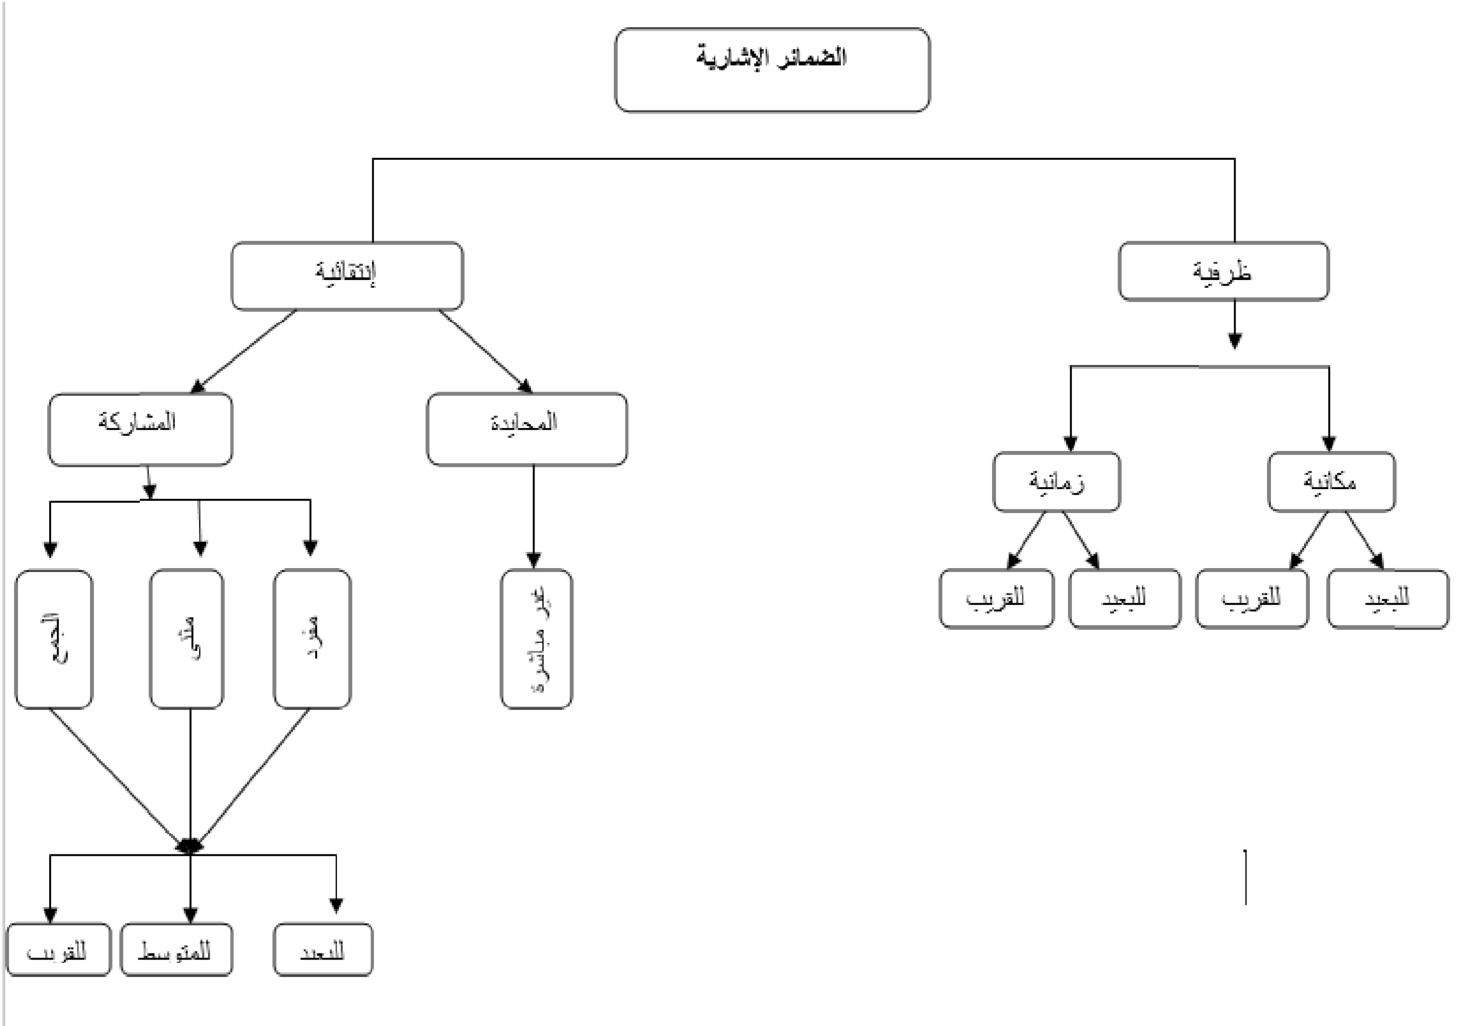 الضمائر الإشارية
ظرفية
إنتقائية
المحايدة
المشاركة
مكانية
زمانية
للبعيد
للقريب
للبعيد
للقريب
غير مباشرة
مفرد
مثنى
الجمع
للبعيد
للمتوسط
للقريب